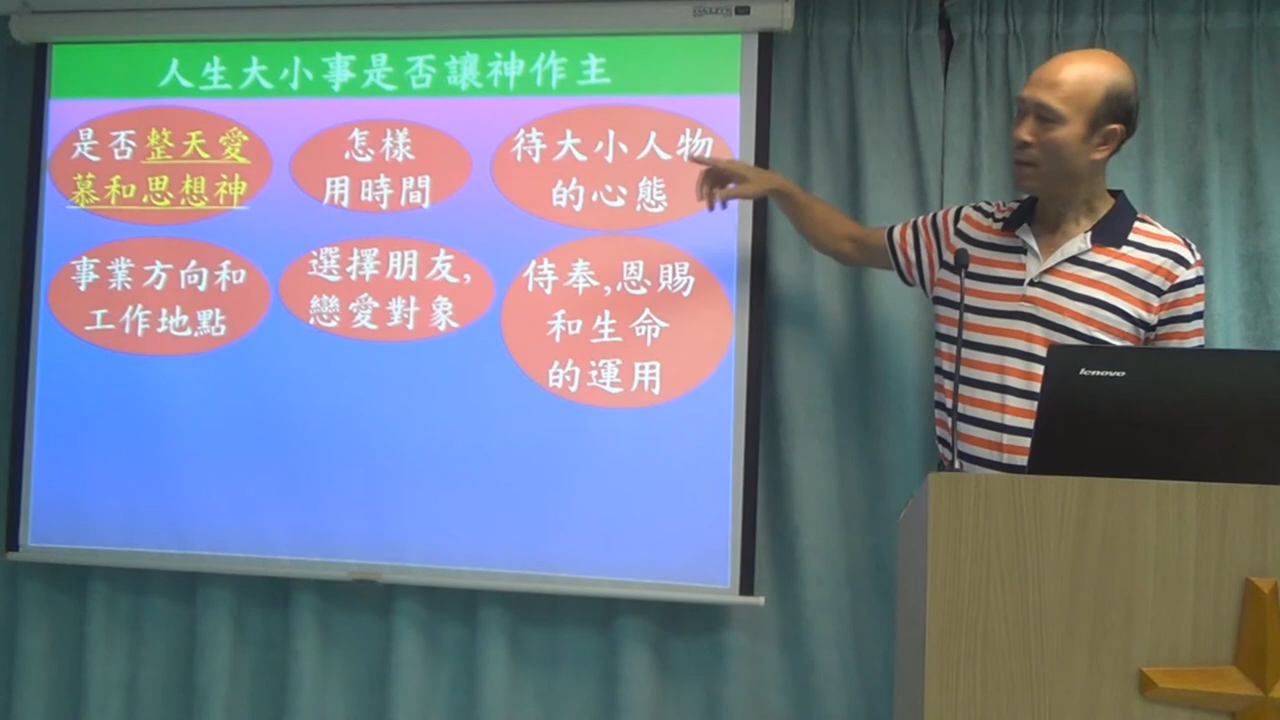 DALITE
人生大小事是否讓神作主
是否整天愛
慕和思想神
怎樣
用時間
待大小人物
的心態
事業方向和
工作地點
選擇朋友,
戀愛對象
侍奉,恩賜
和生命
的運用
lenovo